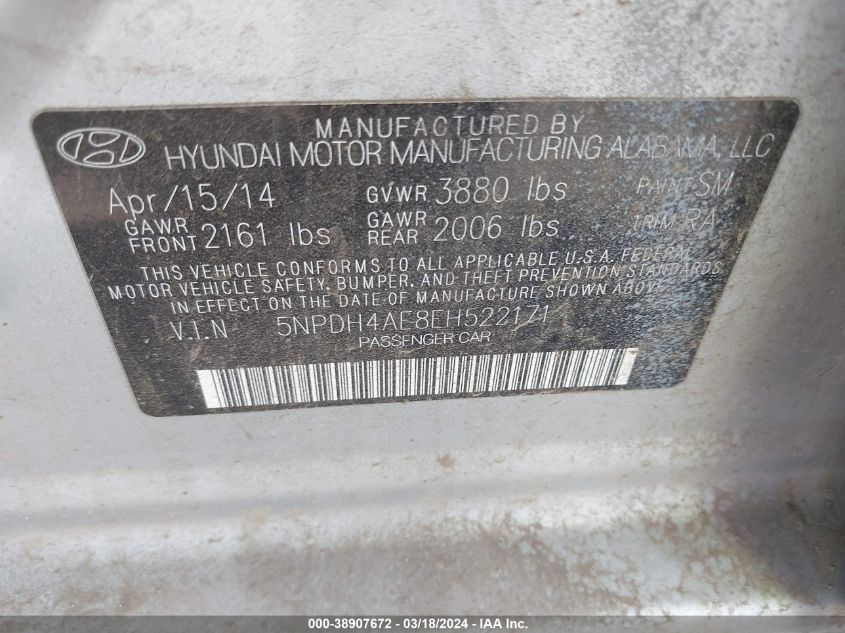 MANUFACTURED BY
HYUNDAI MOTOR MANUFACTURING ALABAMA, LLC
Apr/15/14 GVWR 3880 lbs PAINT SM
GAWR FRONT 2161 lbs GAWR REAR 2006 lbs TRIM RA
THIS VEHICLE CONFORMS TO ALL APPLICABLE U.S.A. FEDERAL
MOTOR VEHICLE SAFETY, BUMPER, AND THEFT PREVENTION STANDARDS
IN EFFECT ON THE DATE OF MANUFACTURE SHOWN ABOVE.
V.I.N 5NPDH4AE8EH522171
PASSENGER CAR
000-38907672 — 03/18/2024 — IAA Inc.